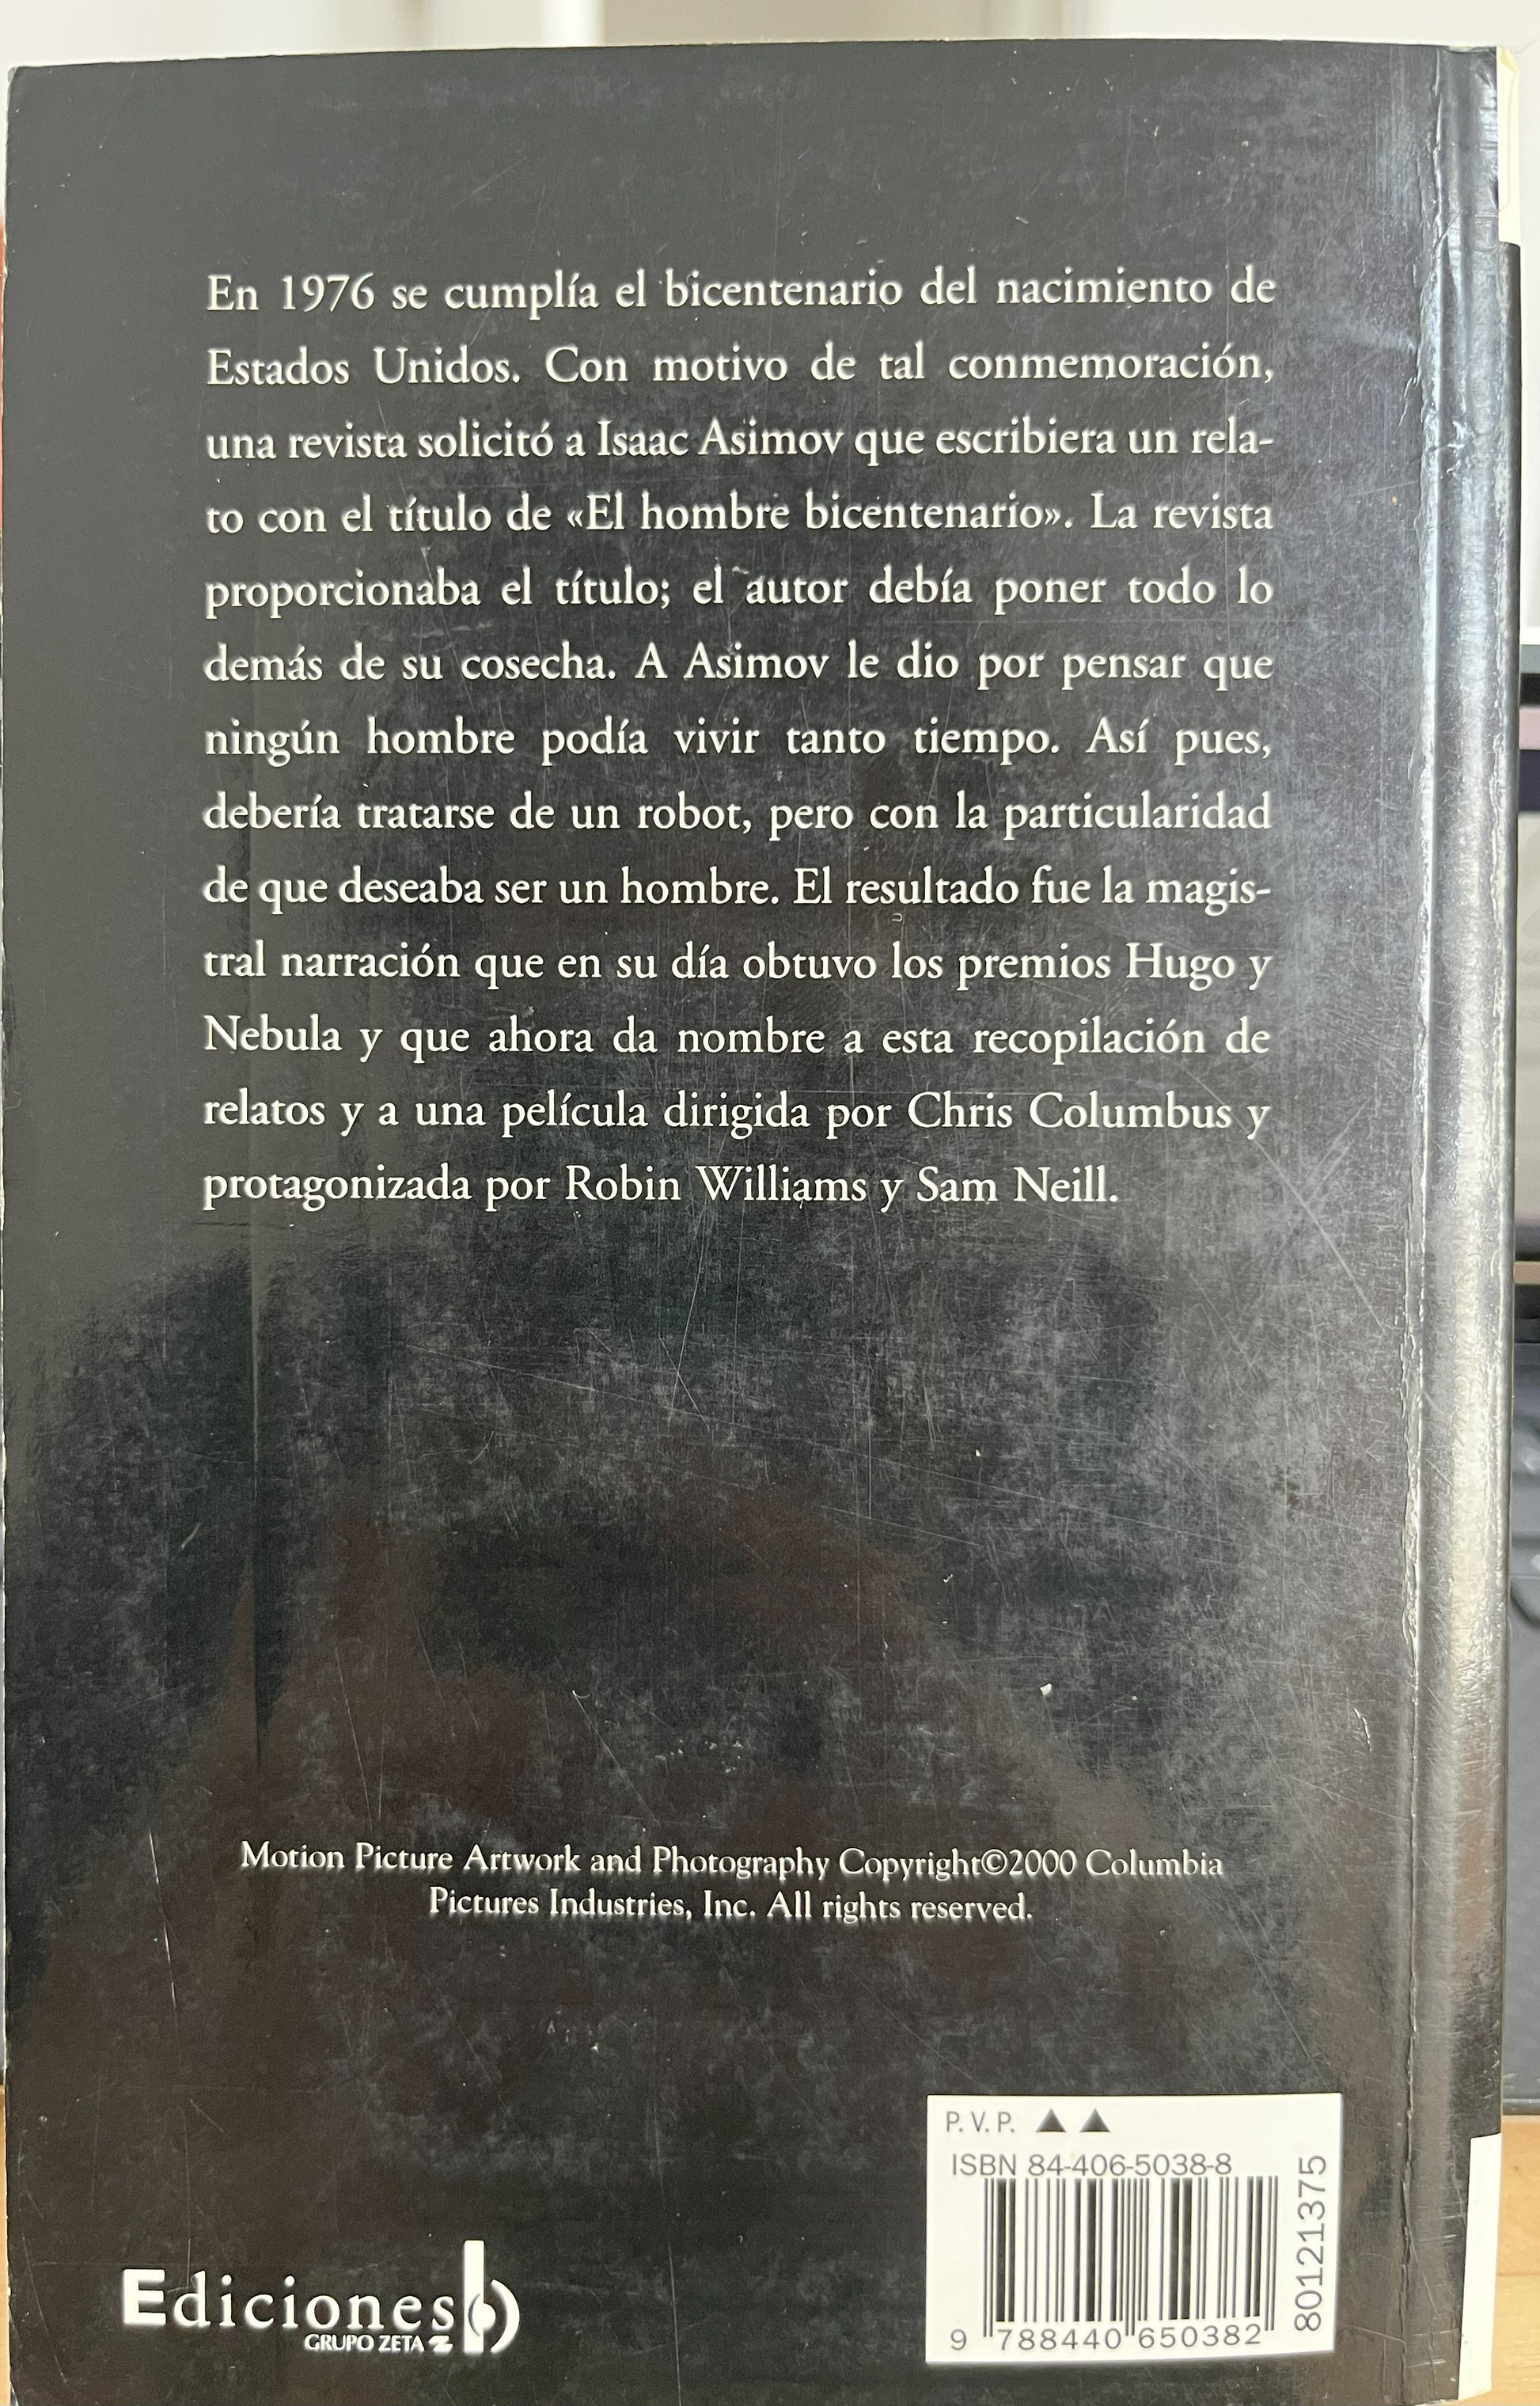 En 1976 se cumplía el bicentenario del nacimiento de
Estados Unidos. Con motivo de tal conmemoración,
una revista solicitó a Isaac Asimov que escribiera un rela-
to con el título de «El hombre bicentenario». La revista
proporcionaba el título; el autor debía poner todo lo
demás de su cosecha. A Asimov le dio por pensar que
ningún hombre podía vivir tanto tiempo. Así pues,
debería tratarse de un robot, pero con la particularidad
de que deseaba ser un hombre. El resultado fue la magis-
tral narración que en su día obtuvo los premios Hugo y
Nebula y que ahora da nombre a esta recopilación de
relatos y a una película dirigida por Chris Columbus y
protagonizada por Robin Williams y Sam Neill.
Motion Picture Artwork and Photography Copyright©2000 Columbia
Pictures Industries, Inc. All rights reserved.
Ediciones b
GRUPO ZETA
P.V.P. ▲ ▲
ISBN 84-406-5038-8
9 788440 650382
80121375